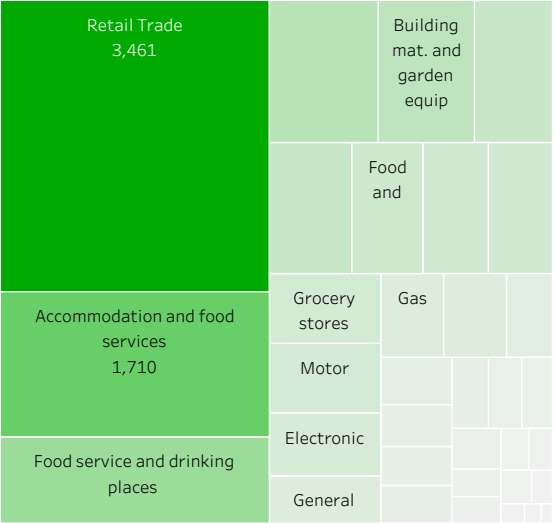 Retail Trade
3,461
Accommodation and food
services
1,710
Food service and drinking
places
Building
mat. and
garden
equip
Food
and
Grocery
stores
Gas
Motor
Electronic
General